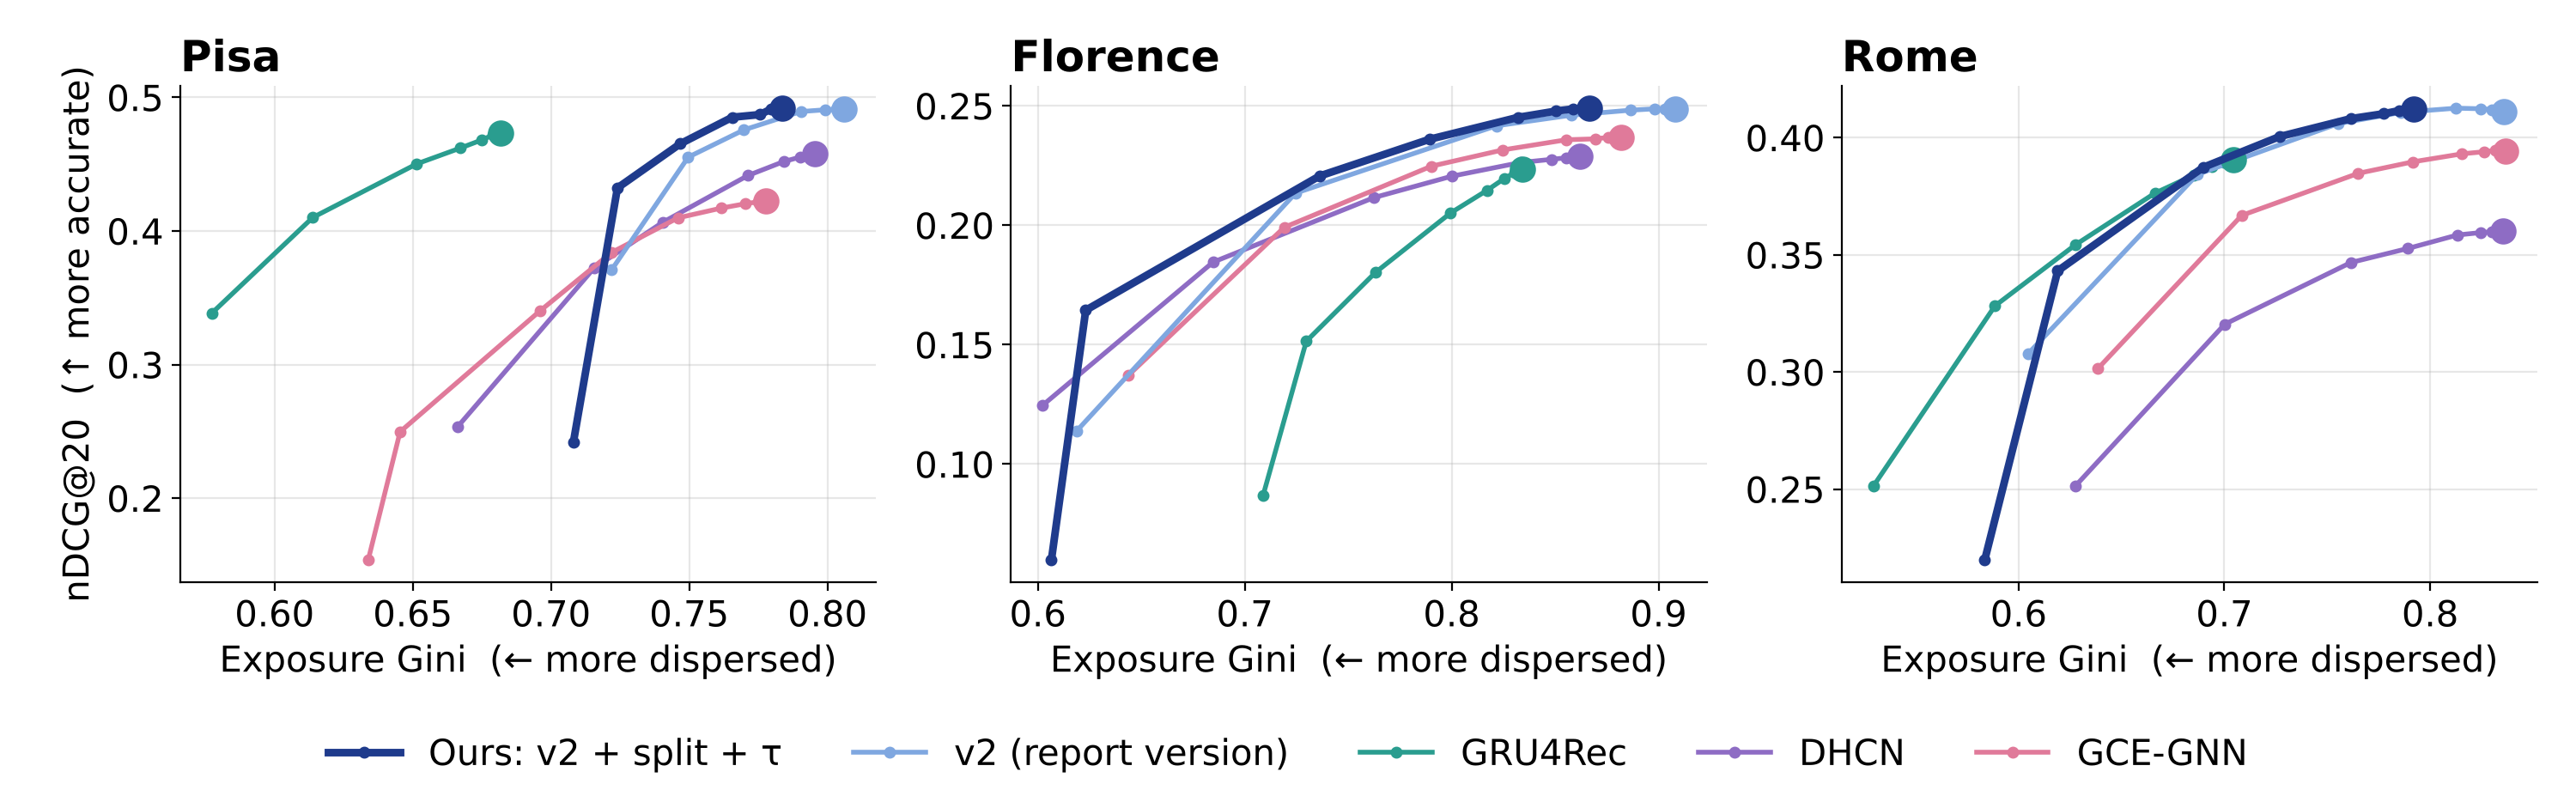 Pisa
Florence
Rome
nDCG@20 (↑ more accurate)
0.5
0.4
0.3
0.2
0.60 0.65 0.70 0.75 0.80
Exposure Gini (← more dispersed)
0.25
0.20
0.15
0.10
0.6 0.7 0.8 0.9
Exposure Gini (← more dispersed)
0.40
0.35
0.30
0.25
0.6 0.7 0.8
Exposure Gini (← more dispersed)
Ours: v2 + split + τ v2 (report version) GRU4Rec DHCN GCE-GNN